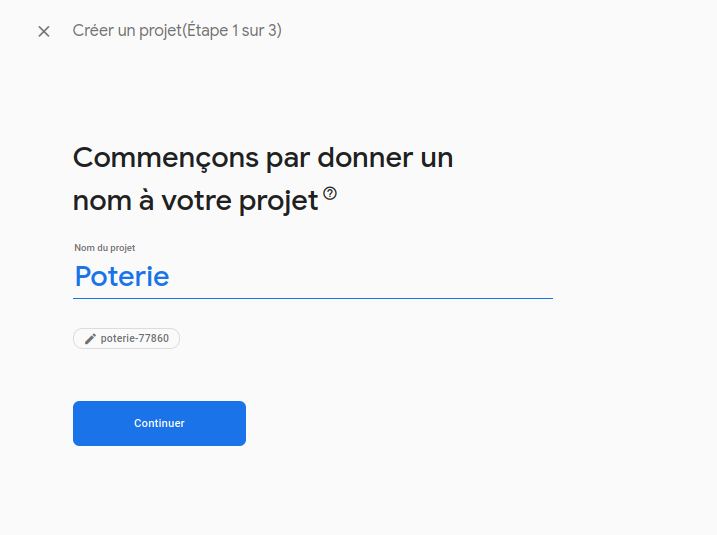 Créer un projet(Étape 1 sur 3)
Commençons par donner un
nom à votre projet
Nom du projet
Poterie
poterie-77860
Continuer